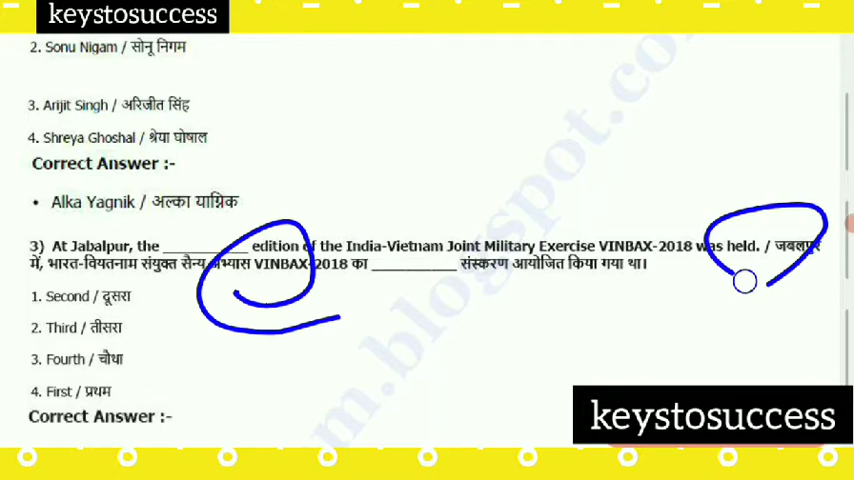 keystosuccess
2. Sonu Nigam / सोनू निगम
3. Arijit Singh / अरिजीत सिंह
4. Shreya Ghoshal / श्रेया घोषाल
Correct Answer :-
• Alka Yagnik / अल्का याग्निक
3) At Jabalpur, the __________ edition of the India-Vietnam Joint Military Exercise VINBAX-2018 was held. / जबलपुर
में, भारत-वियतनाम संयुक्त सैन्य अभ्यास VINBAX-2018 का __________ संस्करण आयोजित किया गया था।
1. Second / दूसरा
2. Third / तीसरा
3. Fourth / चौथा
4. First / प्रथम
Correct Answer :-
keystosuccess
m.blogspot.com